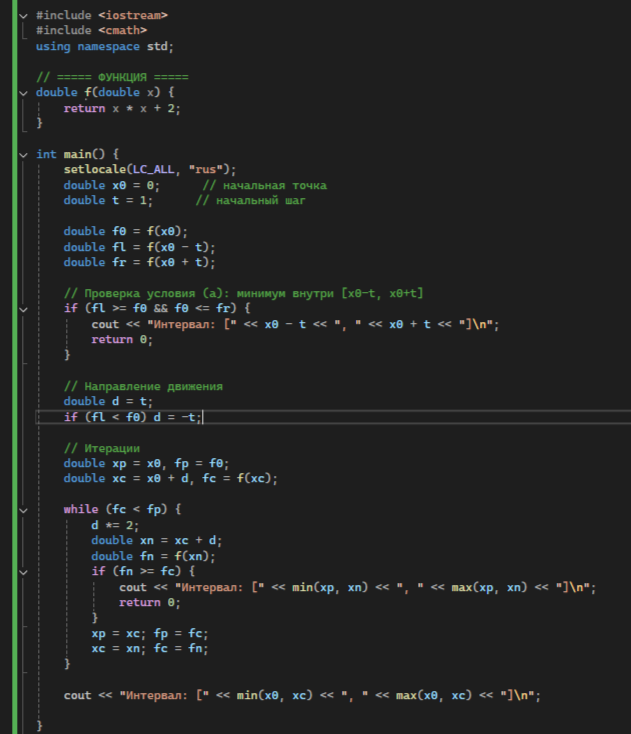 #include <iostream>
#include <cmath>
using namespace std;
// ===== ФУНКЦИЯ =====
double f(double x) {
return x * x + 2;
}
int main() {
setlocale(LC_ALL, "rus");
double x0 = 0; // начальная точка
double t = 1; // начальный шаг
double f0 = f(x0);
double fl = f(x0 - t);
double fr = f(x0 + t);
// Проверка условия (а): минимум внутри [x0-t, x0+t]
if (fl >= f0 && f0 <= fr) {
cout << "Интервал: [" << x0 - t << ", " << x0 + t << "]\n";
return 0;
}
// Направление движения
double d = t;
if (fl < f0) d = -t;
// Итерации
double xp = x0, fp = f0;
double xc = x0 + d, fc = f(xc);
while (fc < fp) {
d *= 2;
double xn = xc + d;
double fn = f(xn);
if (fn >= fc) {
cout << "Интервал: [" << min(xp, xn) << ", " << max(xp, xn) << "]\n";
return 0;
}
xp = xc; fp = fc;
xc = xn; fc = fn;
}
cout << "Интервал: [" << min(x0, xc) << ", " << max(x0, xc) << "]\n";
}